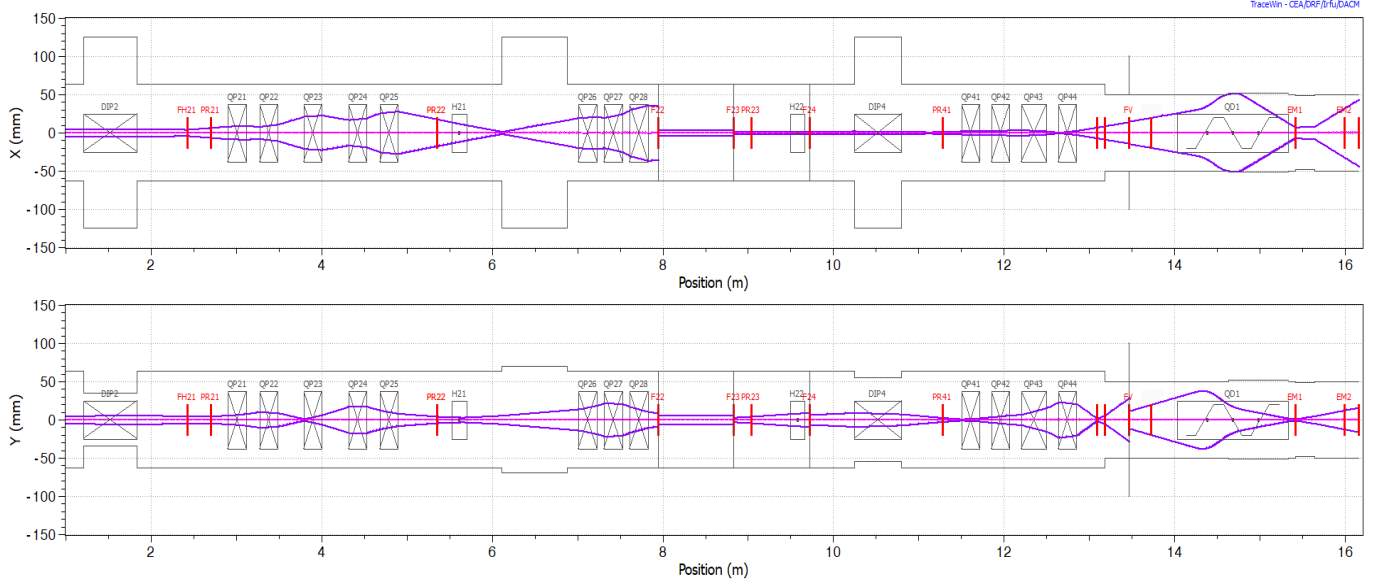 TraceWin - CEA/DRF/Irfu/DACM
150
100
50
0
-50
-100
-150
X (mm)
DIP2 FH21 PR21 QP21 QP22 QP23 QP24 QP25 PR22 H21 QP26 QP27 QP28 F22 F23 PR23 H22 F24 DIP4 PR41 QP41 QP42 QP43 QP44 FV QD1 EM1 EM2
2 4 6 8 10 12 14 16
Position (m)
150
100
50
0
-50
-100
-150
Y (mm)
DIP2 FH21 PR21 QP21 QP22 QP23 QP24 QP25 PR22 H21 QP26 QP27 QP28 F22 F23 PR23 H22 F24 DIP4 PR41 QP41 QP42 QP43 QP44 FV QD1 EM1 EM2
2 4 6 8 10 12 14 16
Position (m)